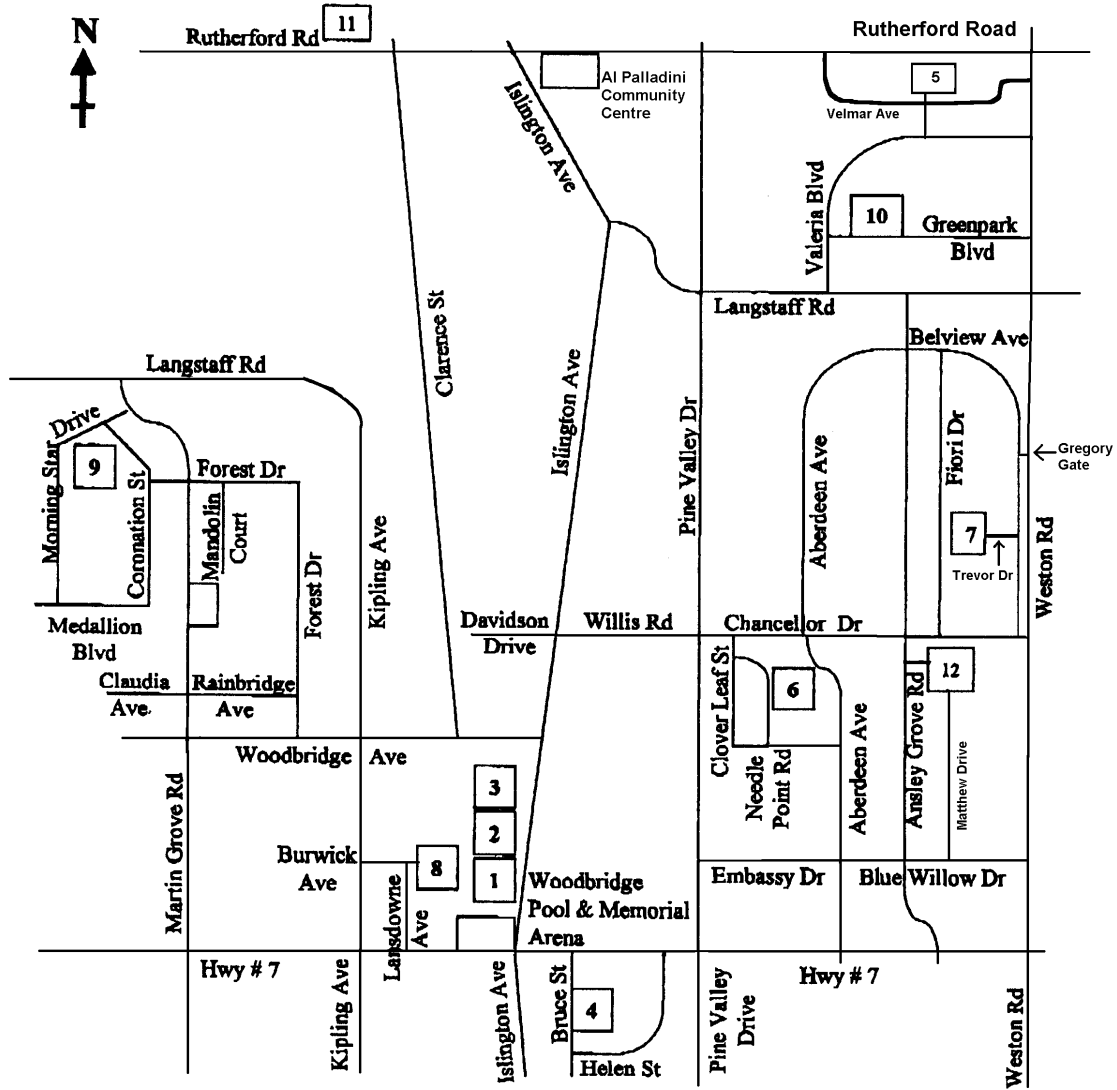 N
Rutherford Rd
11
Rutherford Road
Al Palladini
Community
Centre
Islington Ave
5
Velmar Ave
Valeria Blvd
10
Greenpark
Blvd
Langstaff Rd
Clarence St
Islington Ave
Pine Valley Dr
Belview Ave
Langstaff Rd
Morning Star Drive
9
Coronation St
Forest Dr
Mandolin
Court
Forest Dr
Kipling Ave
Aberdeen Ave
Fiori Dr
Gregory
Gate
7
Trevor Dr
Weston Rd
Medallion
Blvd
Davidson
Drive
Willis Rd
Chancellor Dr
Claudia
Ave.
Rainbridge
Ave
Clover Leaf St
6
Ansley Grove Rd
12
Woodbridge Ave
Needle
Point Rd
Aberdeen Ave
Matthew Drive
Martin Grove Rd
3
2
1
Burwick
Ave
8
Lansdowne
Ave
Woodbridge
Pool & Memorial
Arena
Embassy Dr
Blue Willow Dr
Hwy # 7
Hwy # 7
Kipling Ave
Islington Ave
Bruce St
4
Helen St
Pine Valley
Drive
Weston Rd